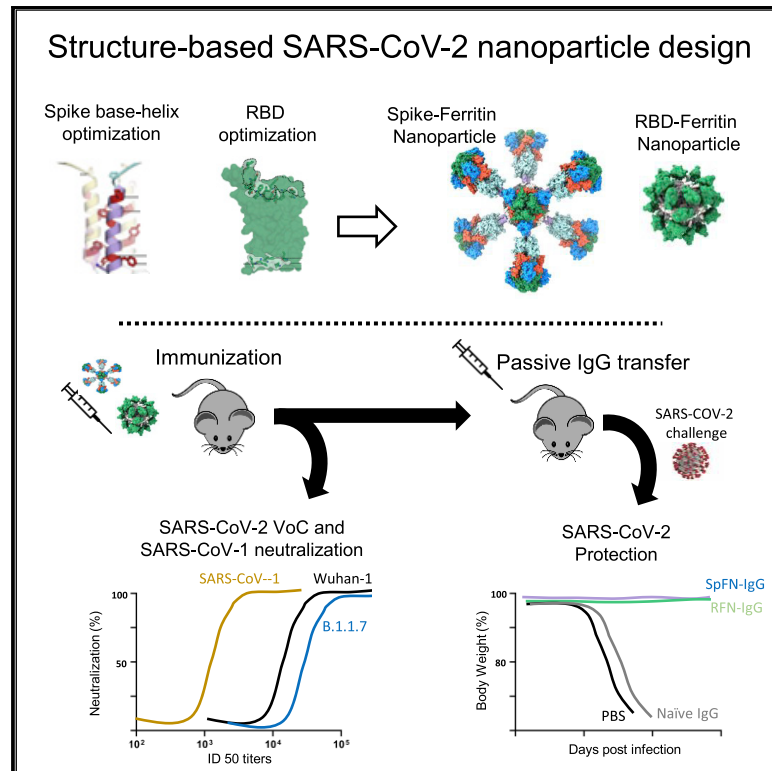 Structure-based SARS-CoV-2 nanoparticle design
Spike base-helix
optimization
RBD
optimization
Spike-Ferritin
Nanoparticle
RBD-Ferritin
Nanoparticle
Immunization
Passive IgG transfer
SARS-COV-2
challenge
SARS-CoV-2 VoC and
SARS-CoV-1 neutralization
SARS-CoV-2
Protection
SARS-CoV--1
Wuhan-1
B.1.1.7
Neutralization (%)
100
50
10²
10³
10⁴
10⁵
ID 50 titers
SpFN-IgG
RFN-IgG
Body Weight (%)
100
80
PBS
Naïve IgG
Days post infection